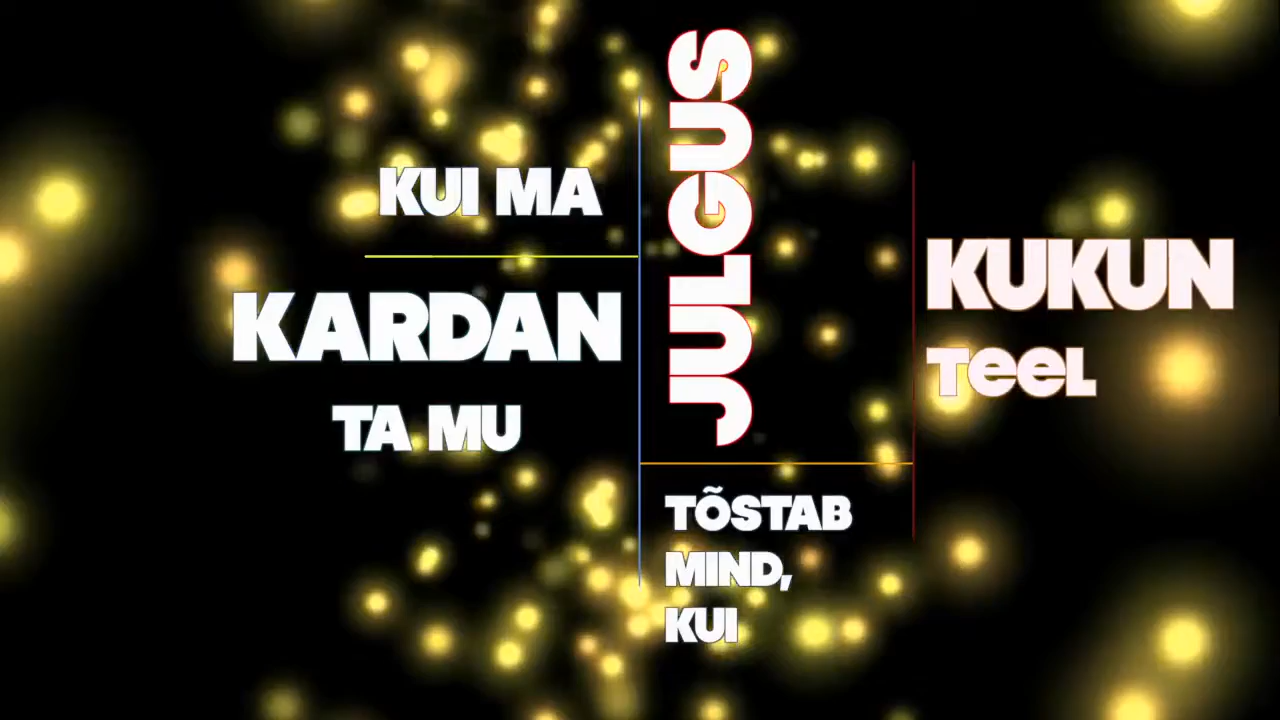 KUI MA
KARDAN
TA MU
JULGUS
TÕSTAB
MIND,
KUI
KUKUN
Teel